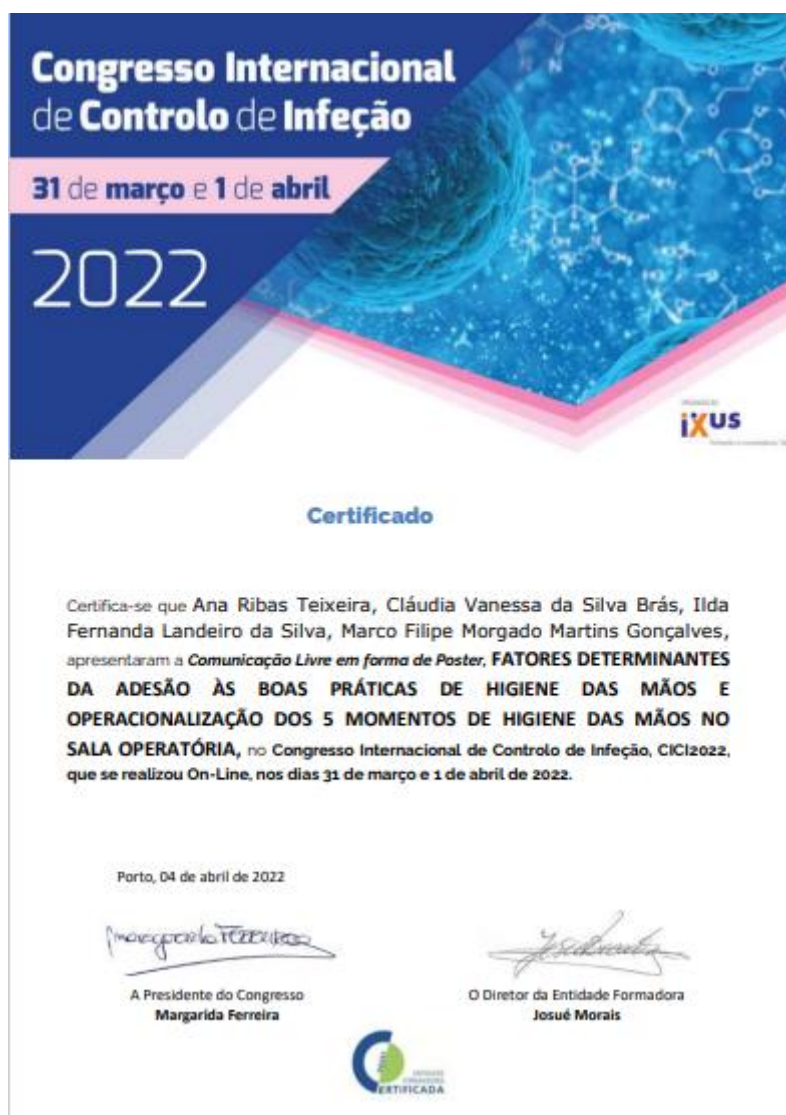 Congresso Internacional
de Controlo de Infeção
31 de março e 1 de abril
2022
iXUS
Certificado
Certifica-se que Ana Ribas Teixeira, Cláudia Vanessa da Silva Brás, Ilda
Fernanda Landeiro da Silva, Marco Filipe Morgado Martins Gonçalves,
apresentaram a Comunicação Livre em forma de Poster, FATORES DETERMINANTES
DA ADESÃO ÀS BOAS PRÁTICAS DE HIGIENE DAS MÃOS E
OPERACIONALIZAÇÃO DOS 5 MOMENTOS DE HIGIENE DAS MÃOS NO
SALA OPERATÓRIA, no Congresso Internacional de Controlo de Infeção, CICI2022,
que se realizou On-Line, nos dias 31 de março e 1 de abril de 2022.
Porto, 04 de abril de 2022
A Presidente do Congresso
Margarida Ferreira
O Diretor da Entidade Formadora
Josué Morais
ENTIDADE
FORMADORA
CERTIFICADA